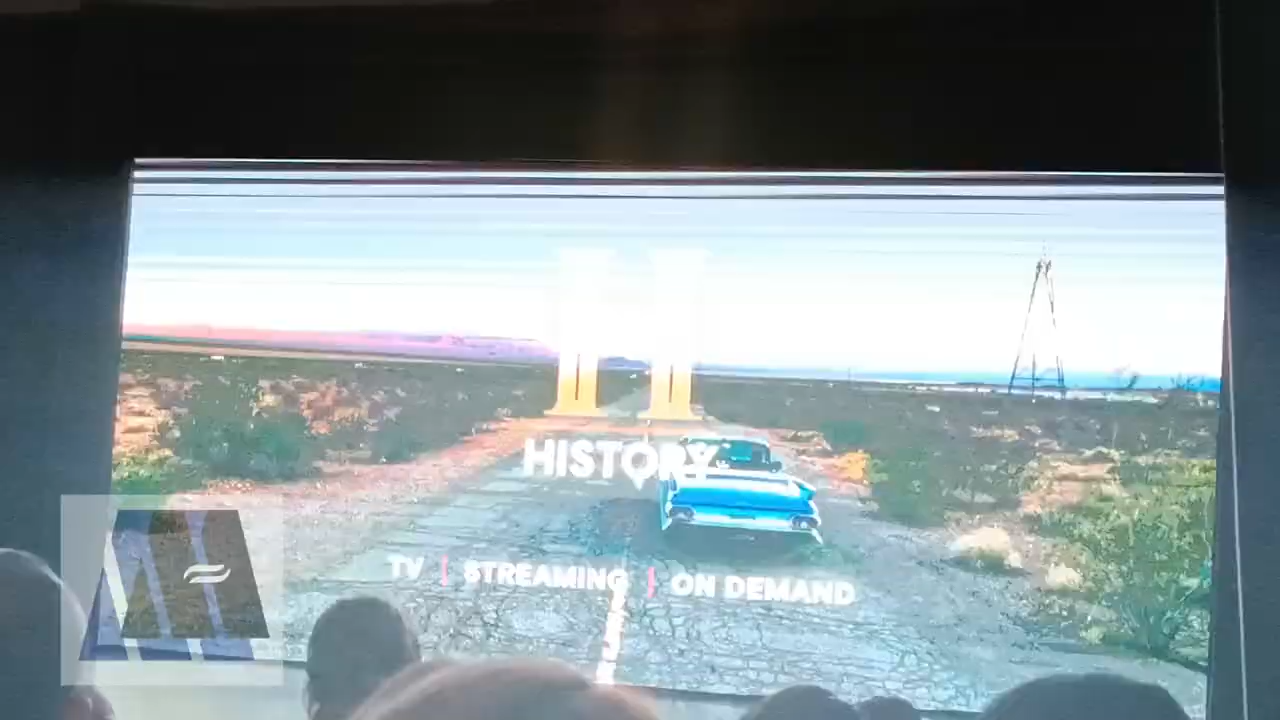 H
HISTORY
TV | STREAMING | ON DEMAND